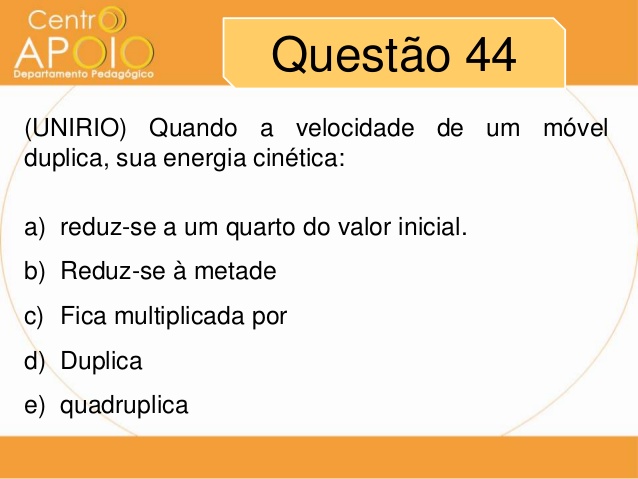 CentrO
APOIO
Departamento Pedagógico
Questão 44
(UNIRIO) Quando a velocidade de um móvel
duplica, sua energia cinética:
a) reduz-se a um quarto do valor inicial.
b) Reduz-se à metade
c) Fica multiplicada por
d) Duplica
e) quadruplica